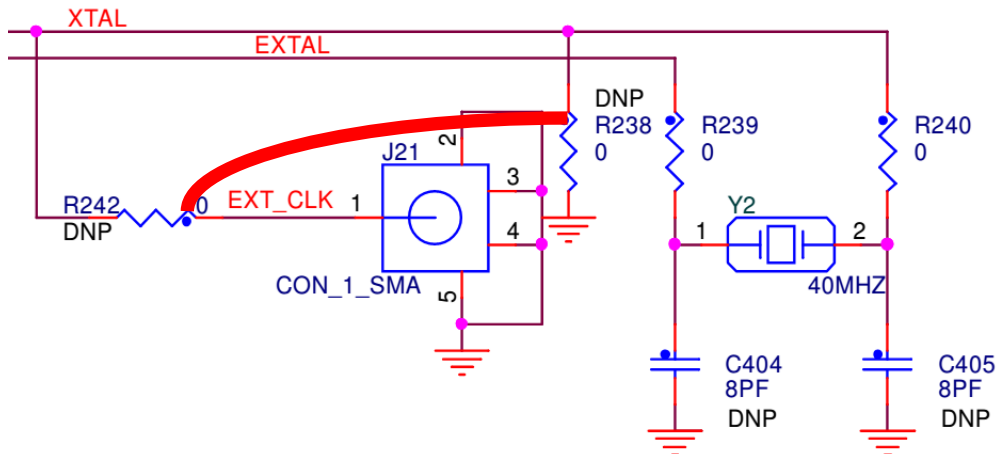 XTAL
EXTAL
DNP
R238
0
R239
0
R240
0
J21
2
3
4
5
1
EXT_CLK
R242
0
DNP
CON_1_SMA
Y2
1
2
40MHZ
C404
8PF
DNP
C405
8PF
DNP